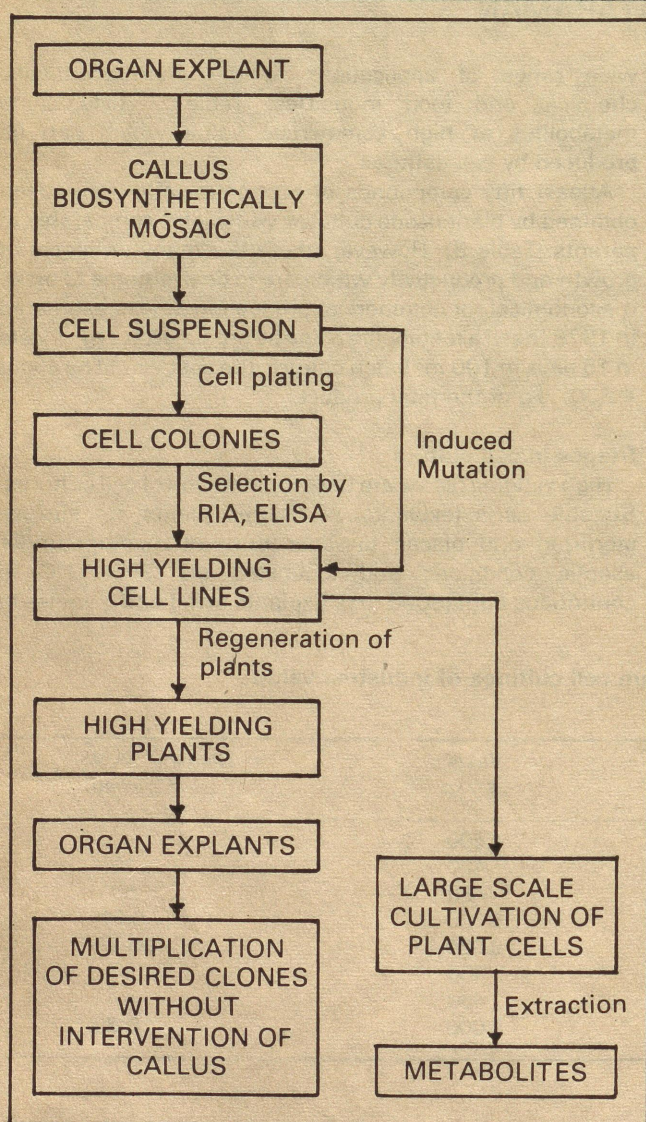 ORGAN EXPLANT
CALLUS
BIOSYNTHETICALLY
MOSAIC
CELL SUSPENSION
Cell plating
CELL COLONIES
Induced
Mutation
Selection by
RIA, ELISA
HIGH YIELDING
CELL LINES
Regeneration of
plants
HIGH YIELDING
PLANTS
ORGAN EXPLANTS
MULTIPLICATION
OF DESIRED CLONES
WITHOUT
INTERVENTION OF
CALLUS
LARGE SCALE
CULTIVATION OF
PLANT CELLS
Extraction
METABOLITES